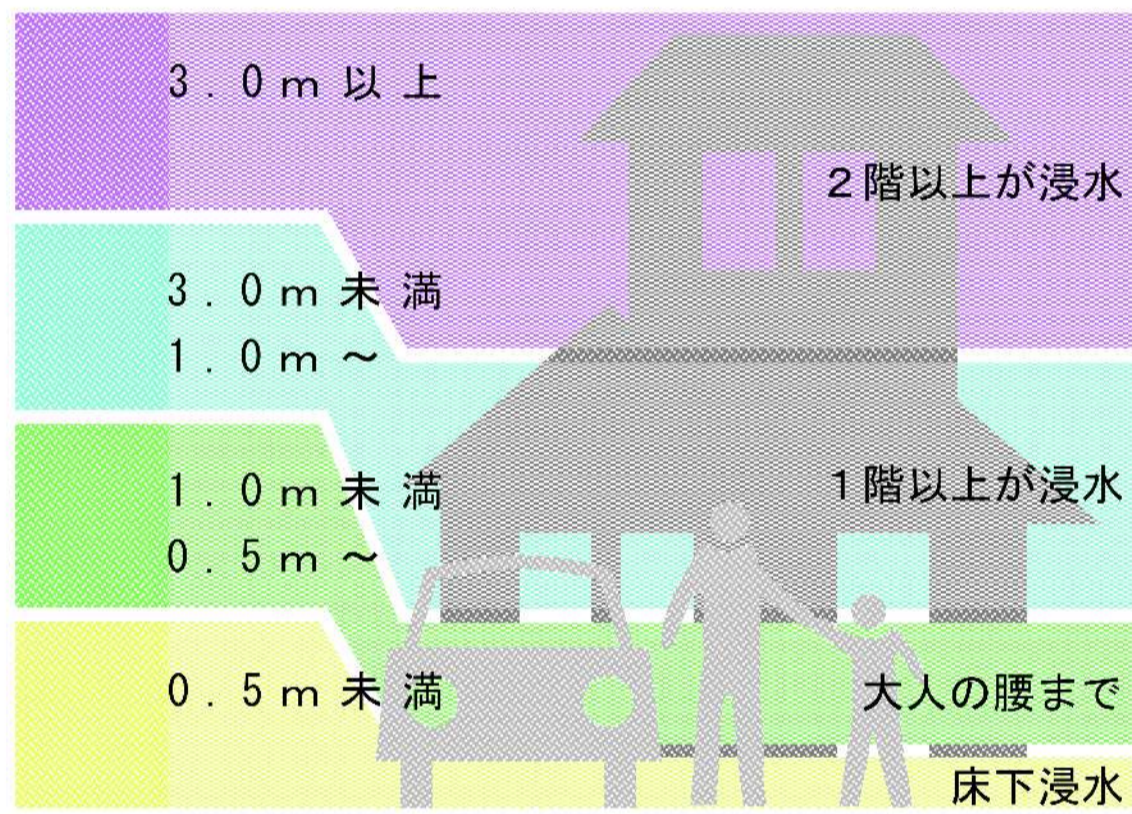 3.0m以上
2階以上が浸水
3.0m未満
1.0m～
1.0m未満
1階以上が浸水
0.5m～
0.5m未満
大人の腰まで
床下浸水